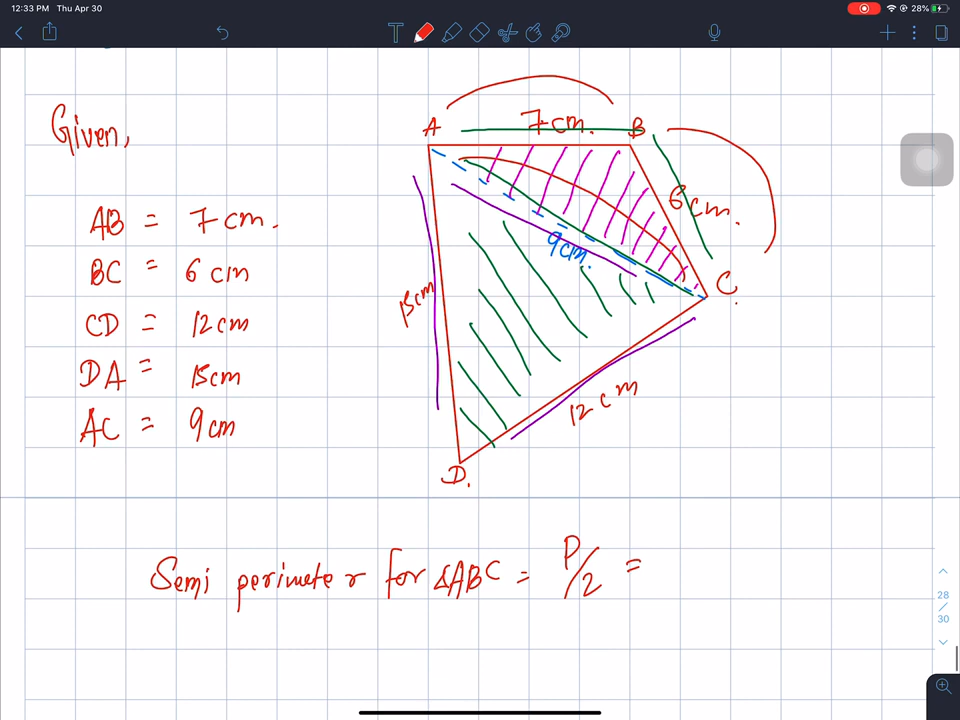 12:33 PM Thu Apr 30
28%
Given,
AB = 7 cm.
BC = 6 cm
CD = 12 cm
DA = 15 cm
AC = 9 cm
A 7 cm. B
6 cm.
9 cm.
C.
15 cm
12 cm
D.
Semi perimeter for △ABC = P/2 =
28
/
30